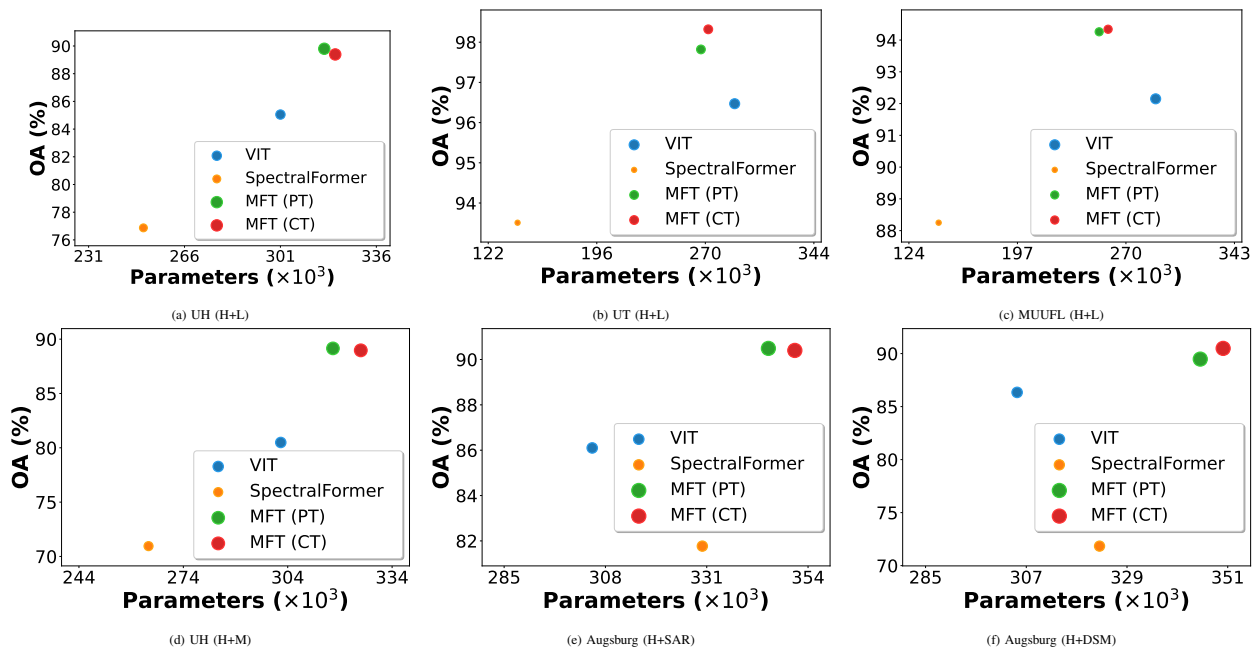 90
88
86
84
82
80
78
76
OA (%)
VIT
SpectralFormer
MFT (PT)
MFT (CT)
231 266 301 336
Parameters (×10³)
(a) UH (H+L)
98
97
96
95
94
OA (%)
VIT
SpectralFormer
MFT (PT)
MFT (CT)
122 196 270 344
Parameters (×10³)
(b) UT (H+L)
94
93
92
91
90
89
88
OA (%)
VIT
SpectralFormer
MFT (PT)
MFT (CT)
124 197 270 343
Parameters (×10³)
(c) MUUFL (H+L)
90
85
80
75
70
OA (%)
VIT
SpectralFormer
MFT (PT)
MFT (CT)
244 274 304 334
Parameters (×10³)
(d) UH (H+M)
90
88
86
84
82
OA (%)
VIT
SpectralFormer
MFT (PT)
MFT (CT)
285 308 331 354
Parameters (×10³)
(e) Augsburg (H+SAR)
90
85
80
75
70
OA (%)
VIT
SpectralFormer
MFT (PT)
MFT (CT)
285 307 329 351
Parameters (×10³)
(f) Augsburg (H+DSM)